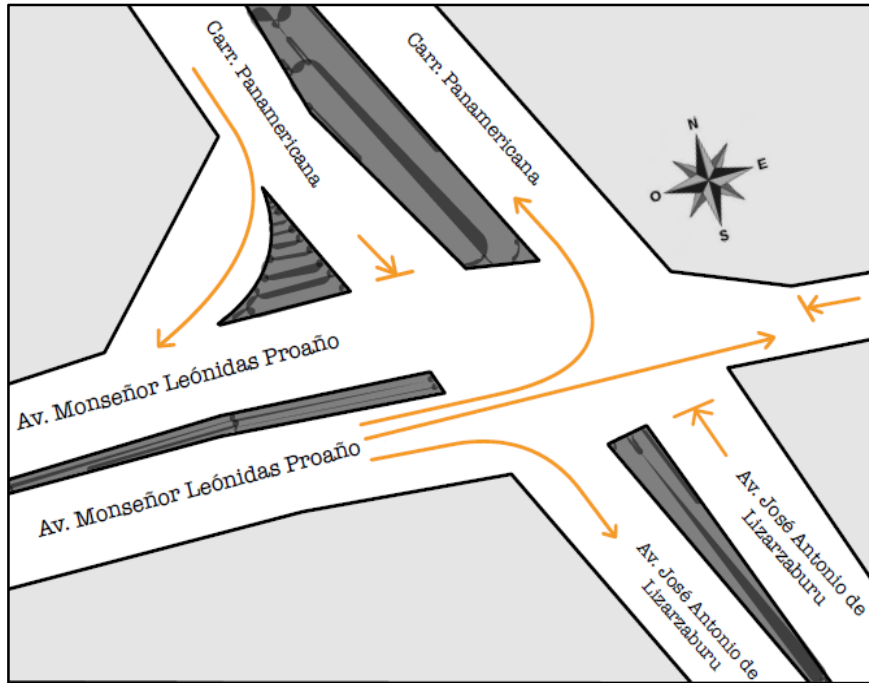 Carr. Panamericana
Carr. Panamericana
N
E
O
S
Av. Monseñor Leónidas Proaño
Av. Monseñor Leónidas Proaño
Av. José Antonio de
Lizarzaburu
Av. José Antonio de
Lizarzaburu